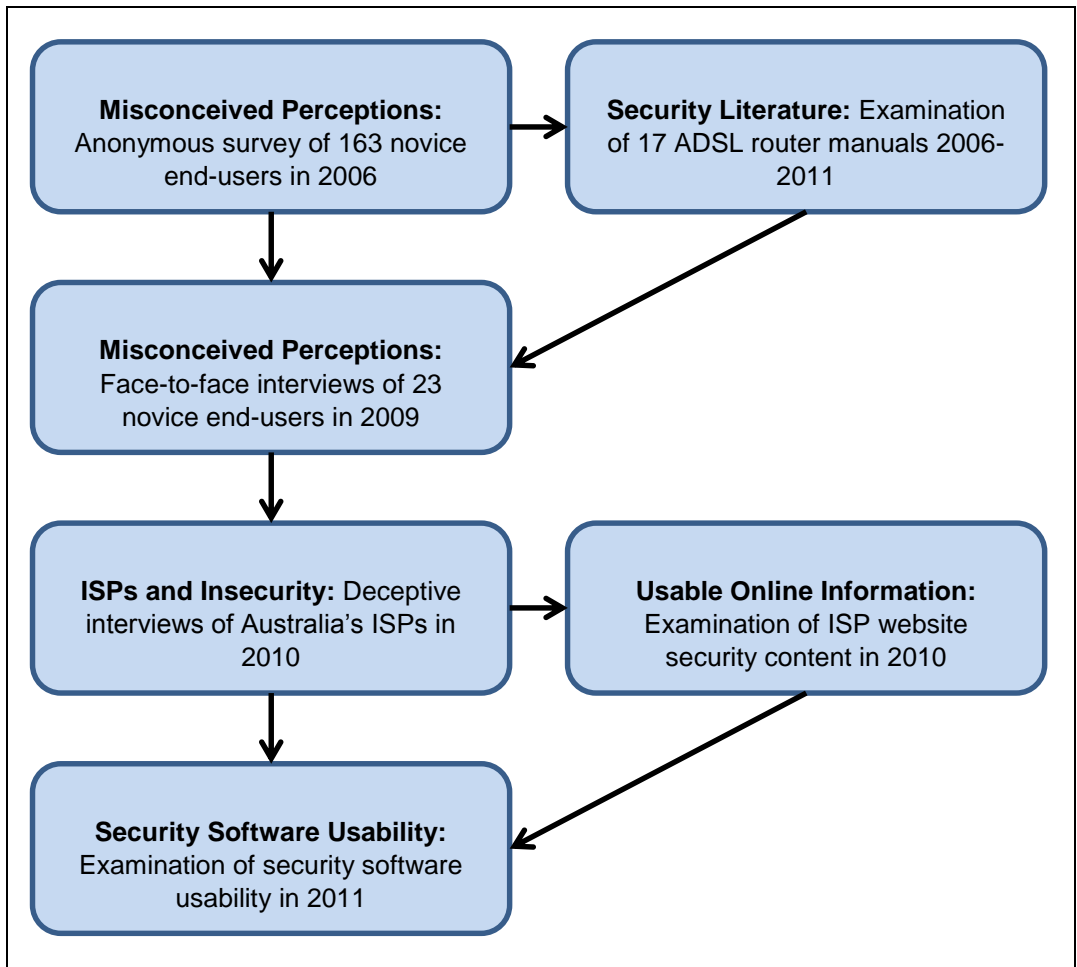 Misconceived Perceptions:
Anonymous survey of 163 novice
end-users in 2006
Security Literature: Examination
of 17 ADSL router manuals 2006-
2011
Misconceived Perceptions:
Face-to-face interviews of 23
novice end-users in 2009
ISPs and Insecurity: Deceptive
interviews of Australia’s ISPs in
2010
Usable Online Information:
Examination of ISP website
security content in 2010
Security Software Usability:
Examination of security software
usability in 2011